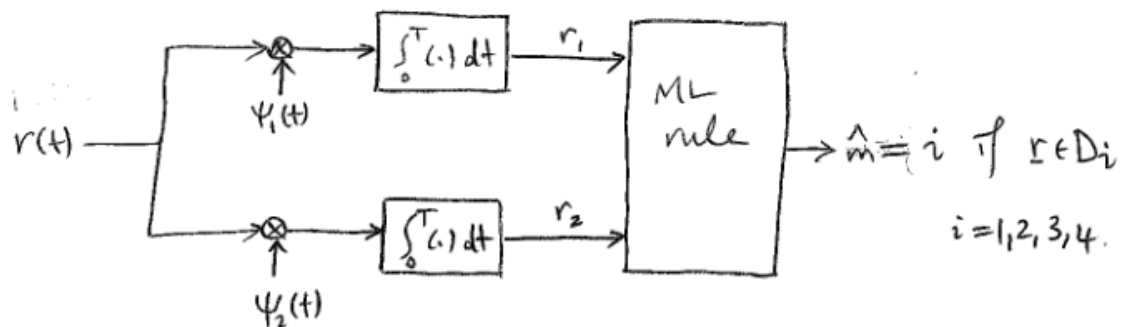 r(t)
ψ₁(t)
∫₀ᵀ(·)dt
r₁
ψ₂(t)
∫₀ᵀ(·)dt
r₂
ML
rule
m̂ = i if r̲ ∈ Dᵢ
i=1,2,3,4.